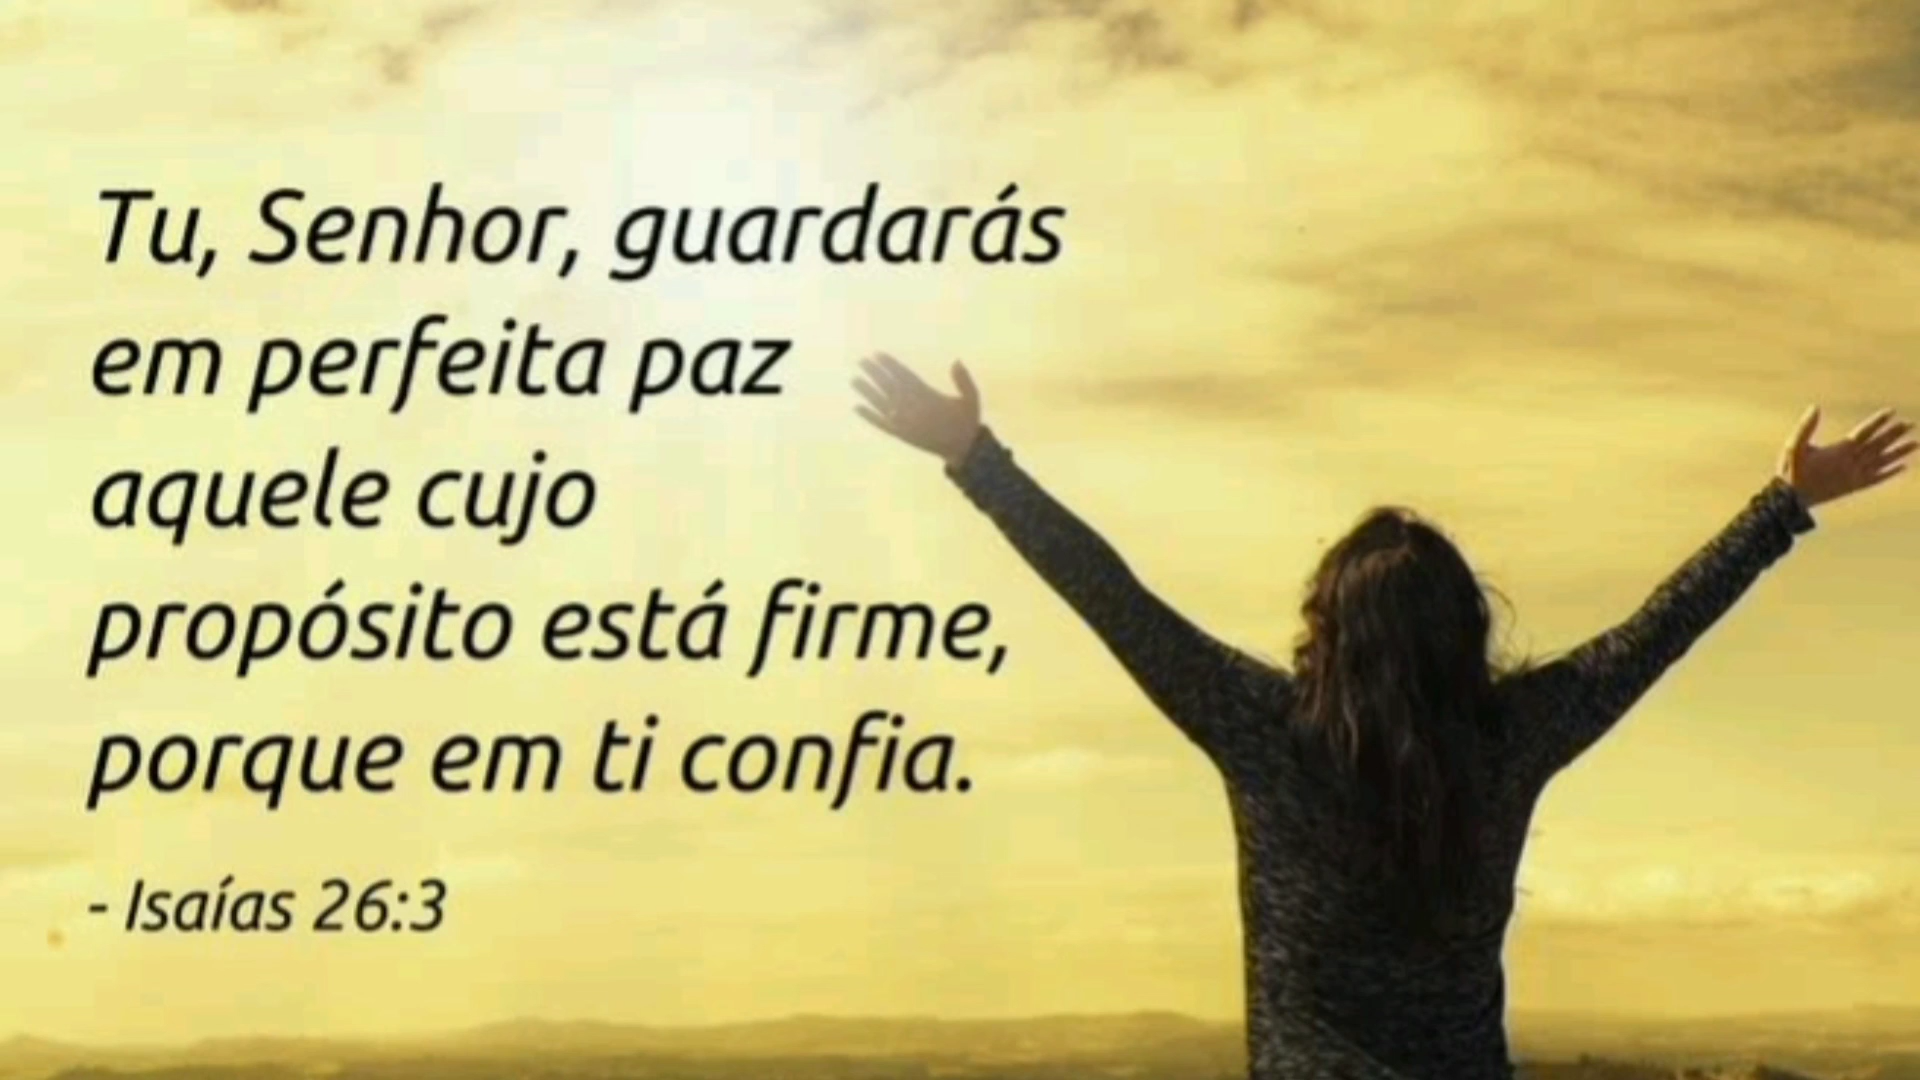 Tu, Senhor, guardarás
em perfeita paz
aquele cujo
propósito está firme,
porque em ti confia.
- Isaías 26:3